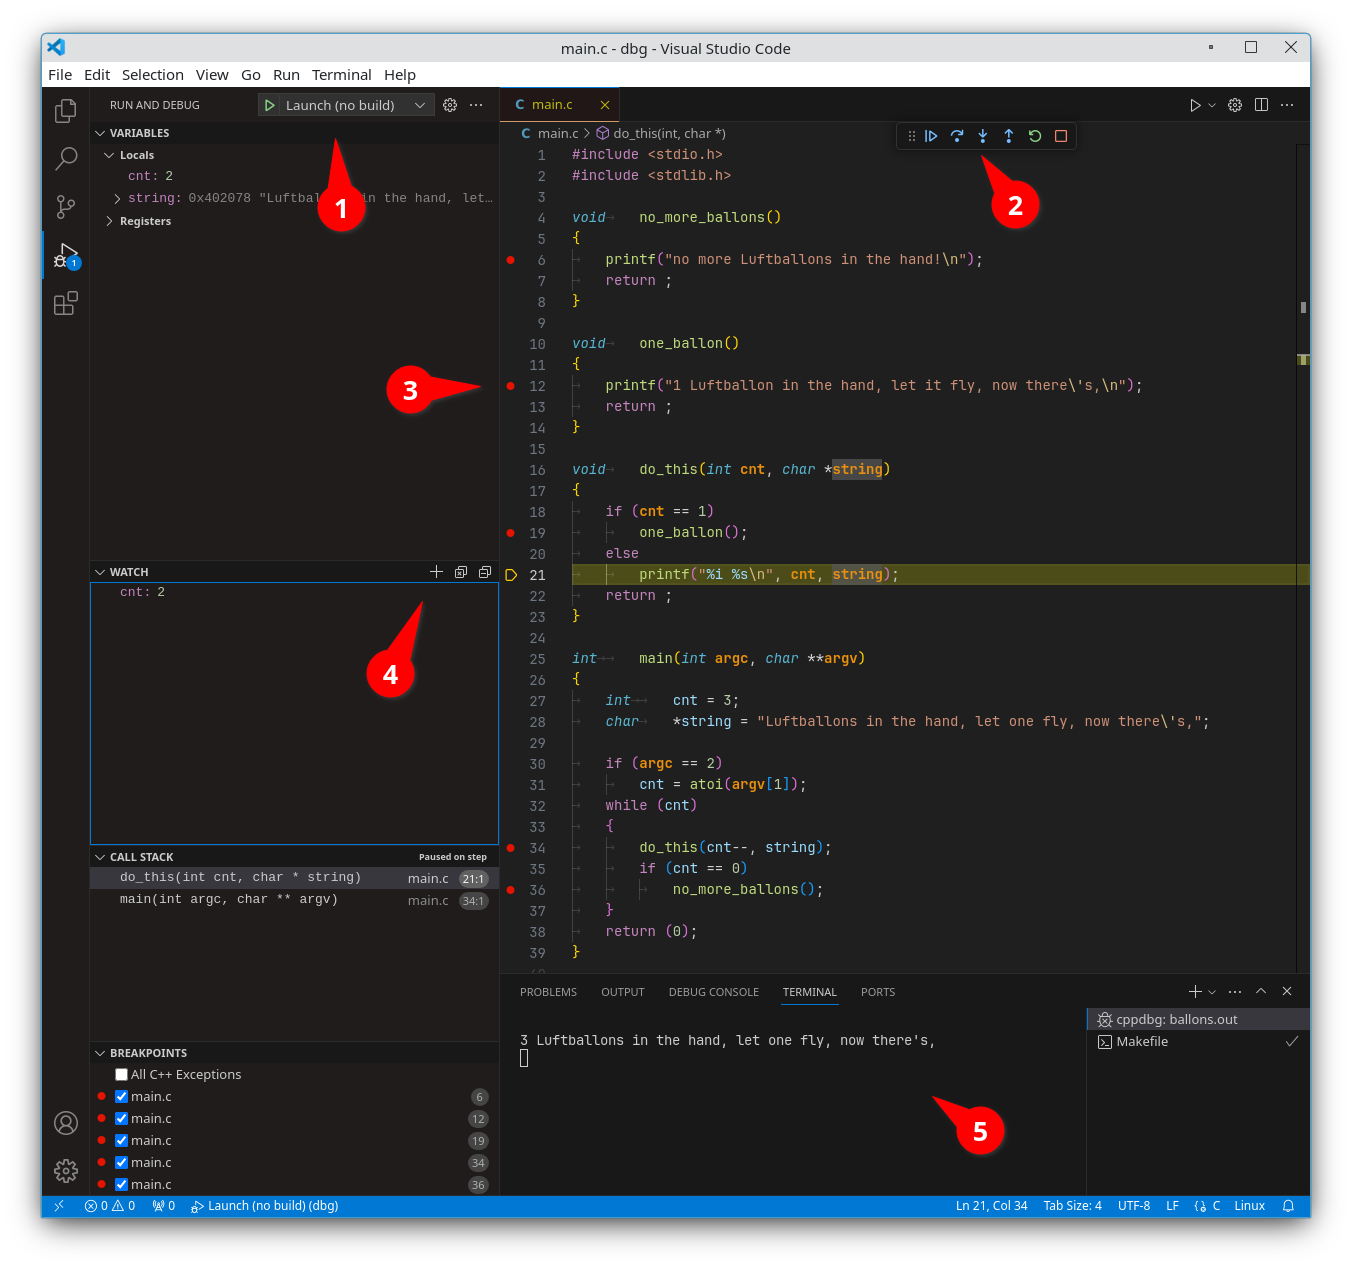 main.c - dbg - Visual Studio Code
File Edit Selection View Go Run Terminal Help
RUN AND DEBUG
Launch (no build)
VARIABLES
Locals
cnt: 2
string: 0x402078 "Luftbal in the hand, let…
Registers
1
WATCH
cnt: 2
4
CALL STACK
Paused on step
do_this(int cnt, char * string) main.c 21:1
main(int argc, char ** argv) main.c 34:1
BREAKPOINTS
All C++ Exceptions
main.c 6
main.c 12
main.c 19
main.c 34
main.c 36
3
1
C main.c
C main.c > do_this(int, char *)
2
1 #include <stdio.h>
2 #include <stdlib.h>
3
4 void no_more_ballons()
5 {
6 printf("no more Luftballons in the hand!\n");
7 return ;
8 }
9
10 void one_ballon()
11 {
12 printf("1 Luftballon in the hand, let it fly, now there\'s,\n");
13 return ;
14 }
15
16 void do_this(int cnt, char *string)
17 {
18 if (cnt == 1)
19 one_ballon();
20 else
21 printf("%i %s\n", cnt, string);
22 return ;
23 }
24
25 int main(int argc, char **argv)
26 {
27 int cnt = 3;
28 char *string = "Luftballons in the hand, let one fly, now there\'s,";
29
30 if (argc == 2)
31 cnt = atoi(argv[1]);
32 while (cnt)
33 {
34 do_this(cnt--, string);
35 if (cnt == 0)
36 no_more_ballons();
37 }
38 return (0);
39 }
PROBLEMS OUTPUT DEBUG CONSOLE TERMINAL PORTS
3 Luftballons in the hand, let one fly, now there's,
cppdbg: ballons.out
Makefile
5
0 0 0 Launch (no build) (dbg) Ln 21, Col 34 Tab Size: 4 UTF-8 LF C Linux